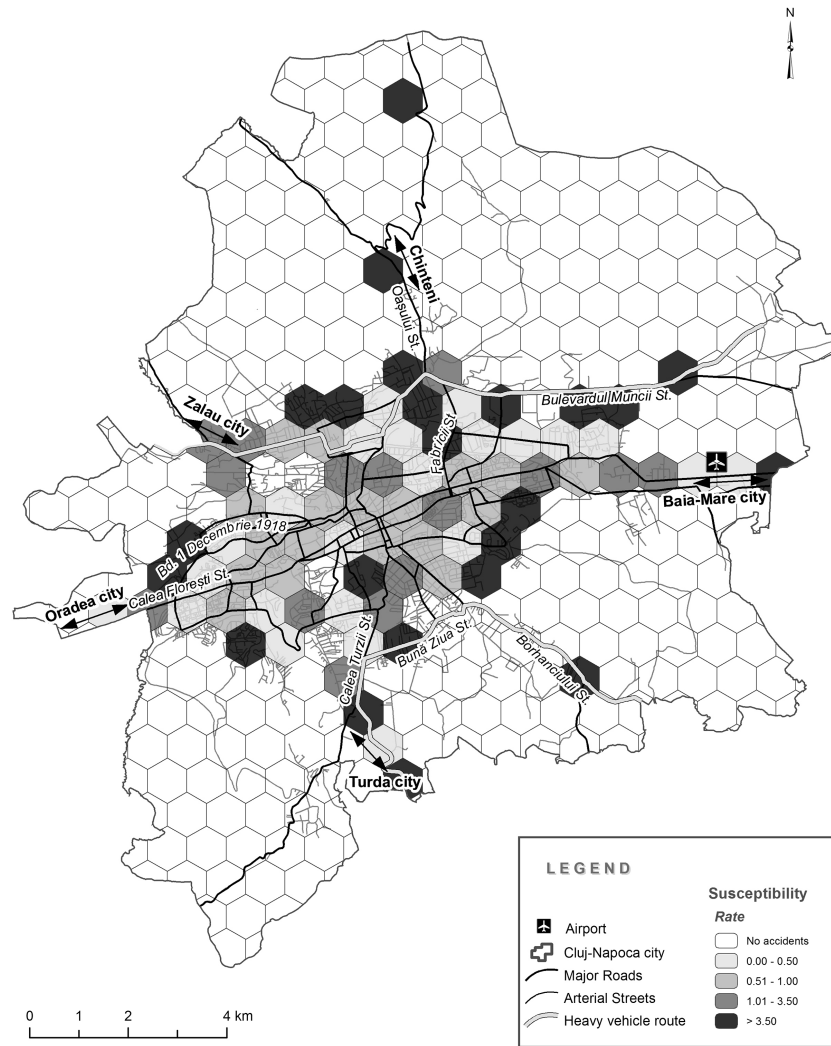 N
Chinteni
Oașului St.
Zalau city
Bulevardul Muncii St.
Fabricii St.
Baia-Mare city
Bd. 1 Decembrie 1918
Calea Florești St.
Oradea city
Calea Turzii St.
Bună Ziua St.
Borhanciului St.
Turda city
LEGEND
Susceptibility
Rate
Airport
Cluj-Napoca city
Major Roads
Arterial Streets
Heavy vehicle route
No accidents
0.00 - 0.50
0.51 - 1.00
1.01 - 3.50
> 3.50
0 1 2 4 km